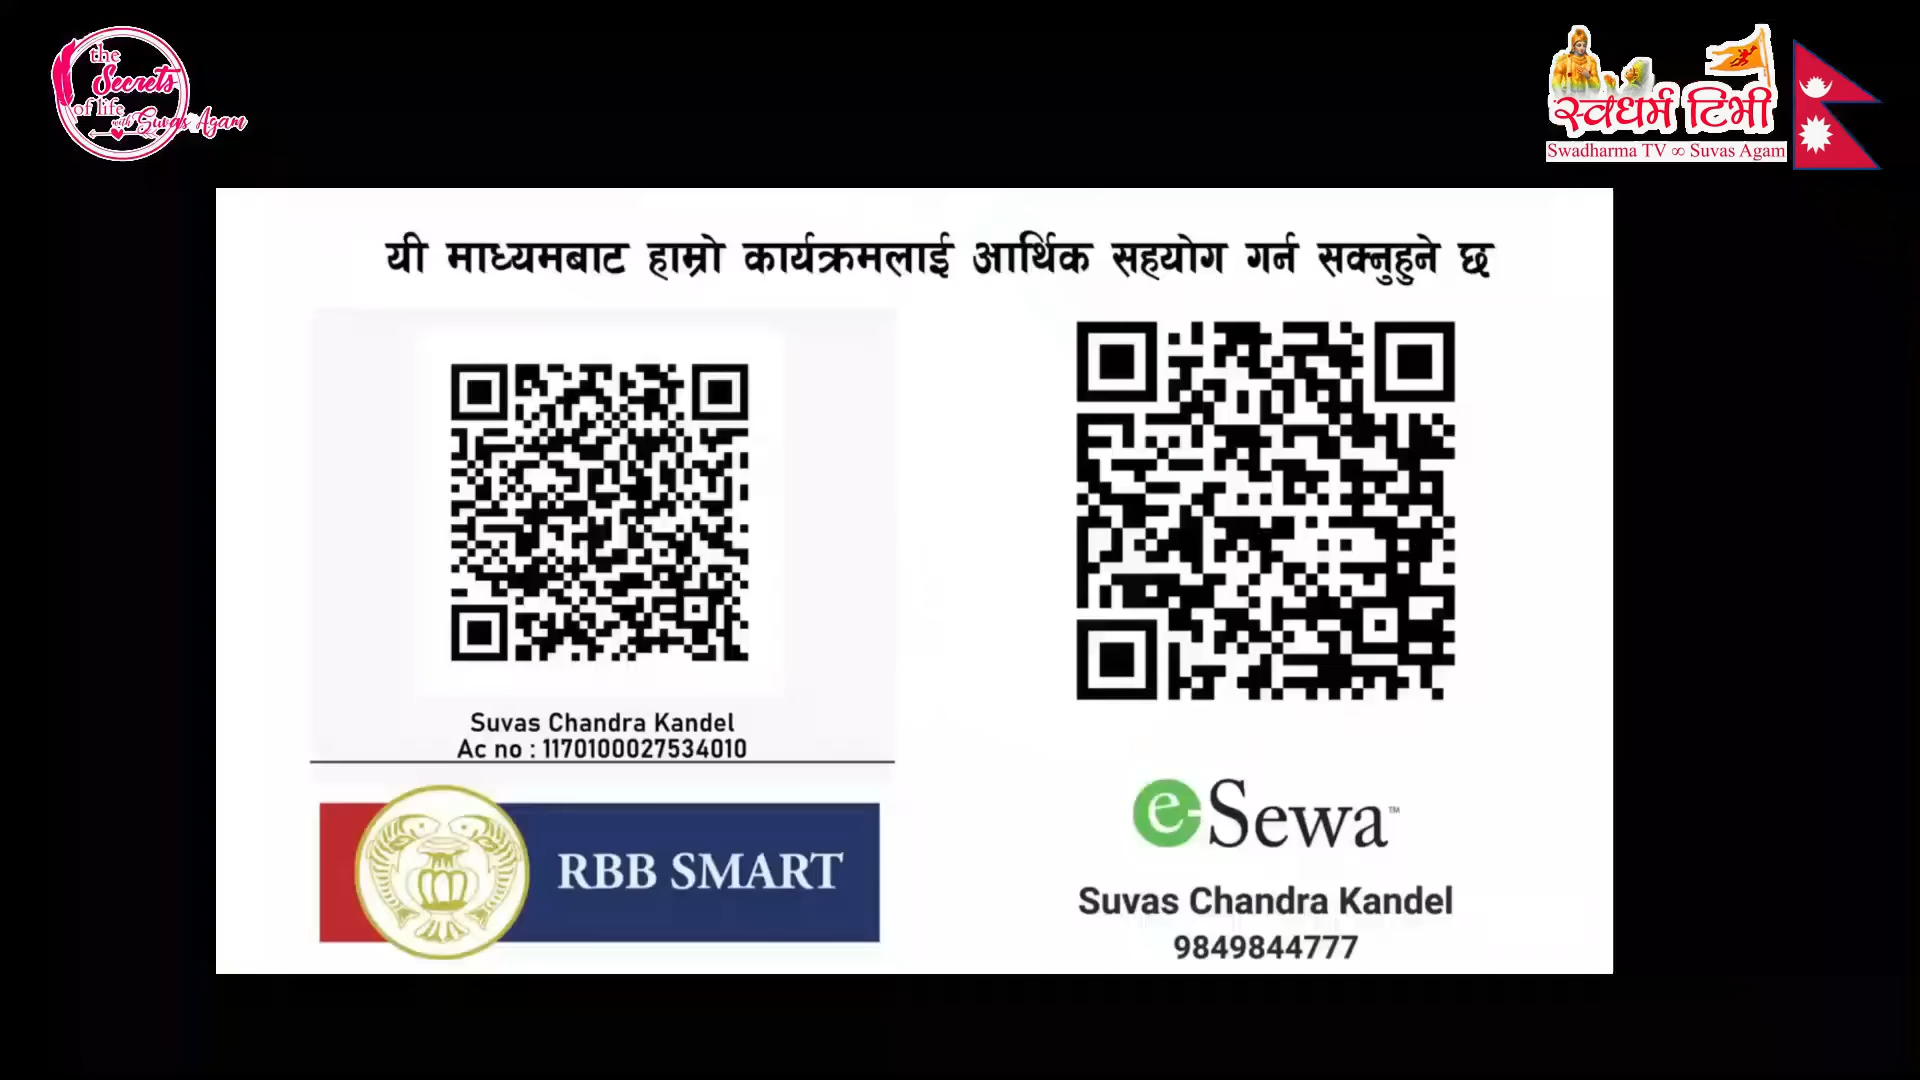 the
Secrets
of life
with Suvas Agam
स्वधर्म टिभी
Swadharma TV ∞ Suvas Agam
यी माध्यमबाट हाम्रो कार्यक्रमलाई आर्थिक सहयोग गर्न सक्नुहुने छ
Suvas Chandra Kandel
Ac no : 1170100027534010
RBB SMART
e-Sewa™
Suvas Chandra Kandel
9849844777